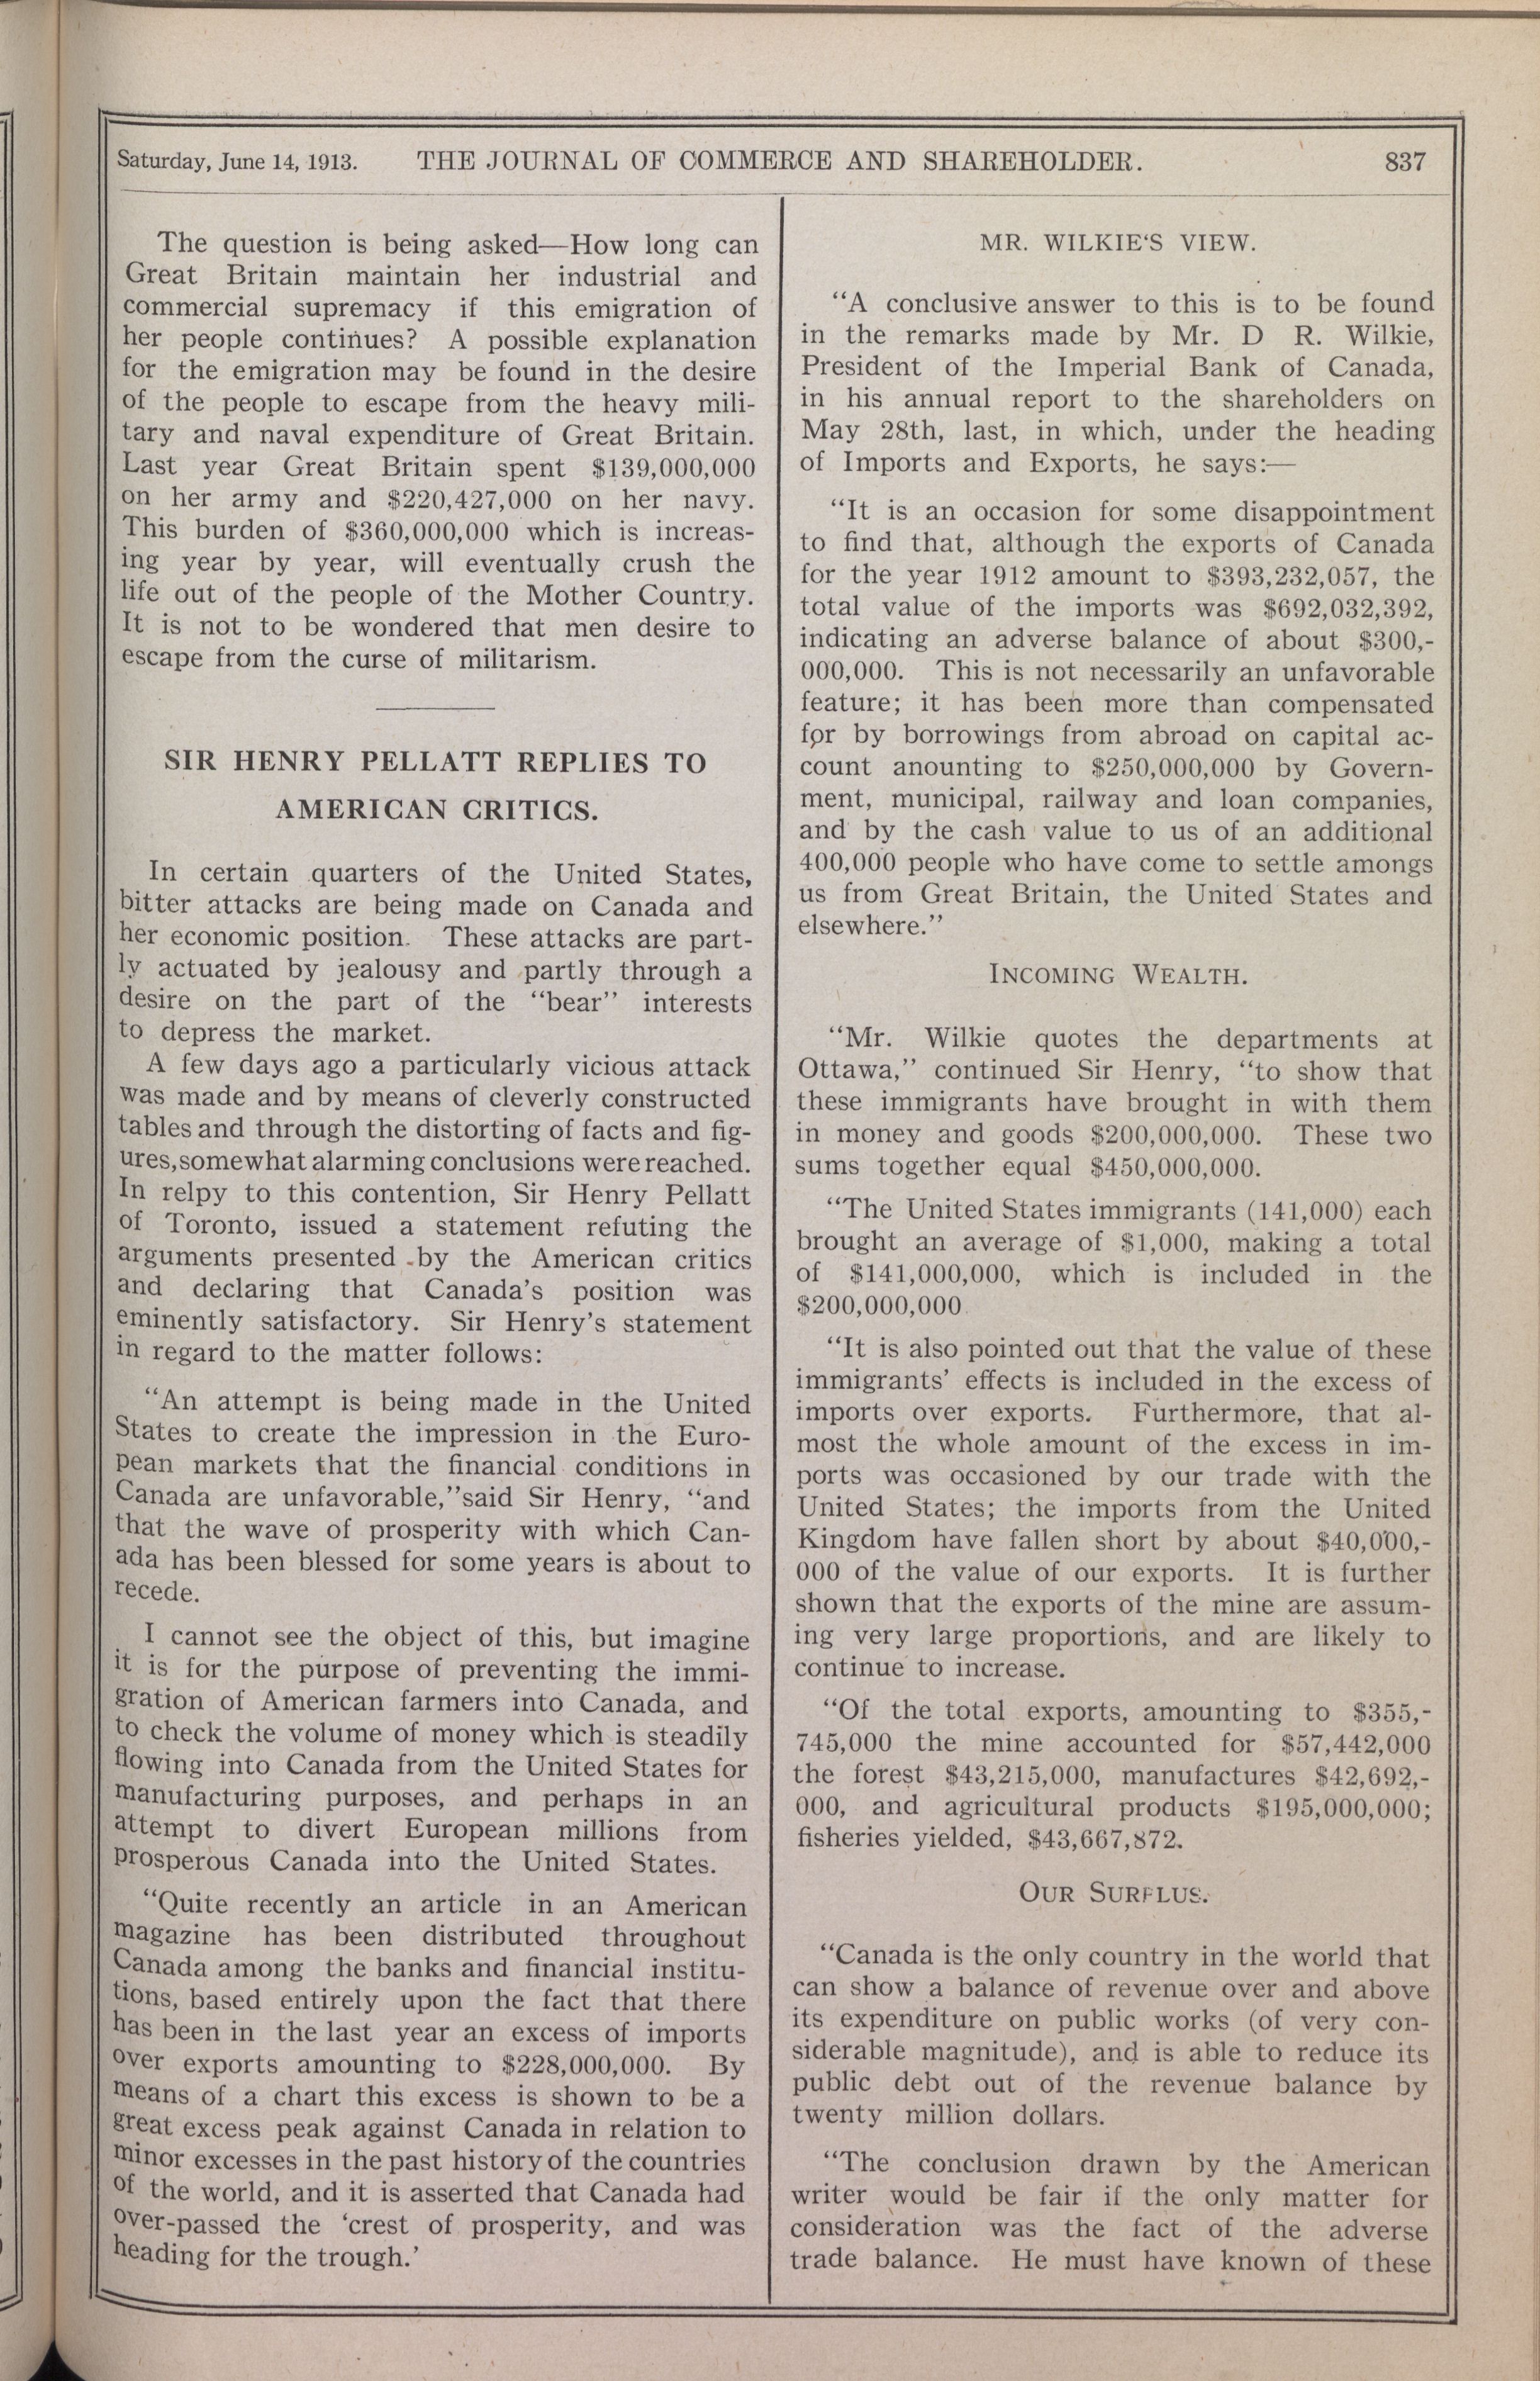 Saturday, June 14, 1913. THE JOURNAL OF COMMERCE AND SHAREHOLDER. 837
The question is being asked—How long can
Great Britain maintain her industrial and
commercial supremacy if this emigration of
her people continues? A possible explanation
for the emigration may be found in the desire
of the people to escape from the heavy mili-
tary and naval expenditure of Great Britain.
Last year Great Britain spent $139,000,000
on her army and $220,427,000 on her navy.
This burden of $360,000,000 which is increas-
ing year by year, will eventually crush the
life out of the people of the Mother Country.
It is not to be wondered that men desire to
escape from the curse of militarism.
SIR HENRY PELLATT REPLIES TO
AMERICAN CRITICS.
In certain quarters of the United States,
bitter attacks are being made on Canada and
her economic position. These attacks are part-
ly actuated by jealousy and partly through a
desire on the part of the “bear” interests
to depress the market.
A few days ago a particularly vicious attack
was made and by means of cleverly constructed
tables and through the distorting of facts and fig-
ures, somewhat alarming conclusions were reached.
In relpy to this contention, Sir Henry Pellatt
of Toronto, issued a statement refuting the
arguments presented by the American critics
and declaring that Canada’s position was
eminently satisfactory. Sir Henry’s statement
in regard to the matter follows:
“An attempt is being made in the United
States to create the impression in the Euro-
pean markets that the financial conditions in
Canada are unfavorable,”said Sir Henry, “and
that the wave of prosperity with which Can-
ada has been blessed for some years is about to
recede.
I cannot see the object of this, but imagine
it is for the purpose of preventing the immi-
gration of American farmers into Canada, and
to check the volume of money which is steadily
flowing into Canada from the United States for
manufacturing purposes, and perhaps in an
attempt to divert European millions from
prosperous Canada into the United States.
“Quite recently an article in an American
magazine has been distributed throughout
Canada among the banks and financial institu-
tions, based entirely upon the fact that there
has been in the last year an excess of imports
over exports amounting to $228,000,000. By
means of a chart this excess is shown to be a
great excess peak against Canada in relation to
minor excesses in the past history of the countries
of the world, and it is asserted that Canada had
over-passed the ‘crest of prosperity, and was
heading for the trough.’
MR. WILKIE‘S VIEW.
“A conclusive answer to this is to be found
in the remarks made by Mr. D R. Wilkie,
President of the Imperial Bank of Canada,
in his annual report to the shareholders on
May 28th, last, in which, under the heading
of Imports and Exports, he says:—
“It is an occasion for some disappointment
to find that, although the exports of Canada
for the year 1912 amount to $393,232,057, the
total value of the imports was $692,032,392,
indicating an adverse balance of about $300,-
000,000. This is not necessarily an unfavorable
feature; it has been more than compensated
for by borrowings from abroad on capital ac-
count anounting to $250,000,000 by Govern-
ment, municipal, railway and loan companies,
and by the cash value to us of an additional
400,000 people who have come to settle amongs
us from Great Britain, the United States and
elsewhere.”
INCOMING WEALTH.
“Mr. Wilkie quotes the departments at
Ottawa,” continued Sir Henry, “to show that
these immigrants have brought in with them
in money and goods $200,000,000. These two
sums together equal $450,000,000.
“The United States immigrants (141,000) each
brought an average of $1,000, making a total
of $141,000,000, which is included in the
$200,000,000.
“It is also pointed out that the value of these
immigrants’ effects is included in the excess of
imports over exports. Furthermore, that al-
most the whole amount of the excess in im-
ports was occasioned by our trade with the
United States; the imports from the United
Kingdom have fallen short by about $40,000,-
000 of the value of our exports. It is further
shown that the exports of the mine are assum-
ing very large proportions, and are likely to
continue to increase.
“Of the total exports, amounting to $355,-
745,000 the mine accounted for $57,442,000
the forest $43,215,000, manufactures $42,692,-
000, and agricultural products $195,000,000;
fisheries yielded, $43,667,872.
OUR SURPLUS.
“Canada is the only country in the world that
can show a balance of revenue over and above
its expenditure on public works (of very con-
siderable magnitude), and is able to reduce its
public debt out of the revenue balance by
twenty million dollars.
“The conclusion drawn by the American
writer would be fair if the only matter for
consideration was the fact of the adverse
trade balance. He must have known of these